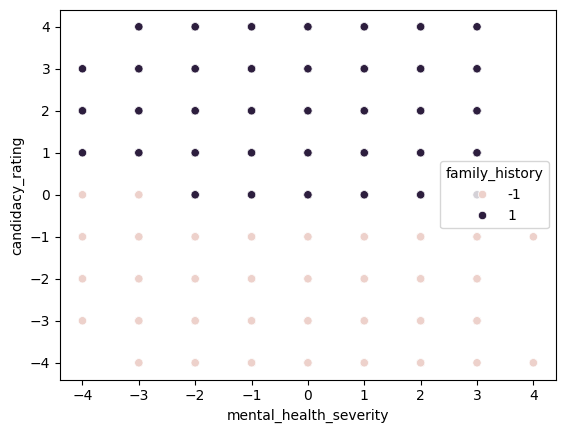 4
3
2
1
0
−1
−2
−3
−4
candidacy_rating
family_history
-1
1
−4 −3 −2 −1 0 1 2 3 4
mental_health_severity